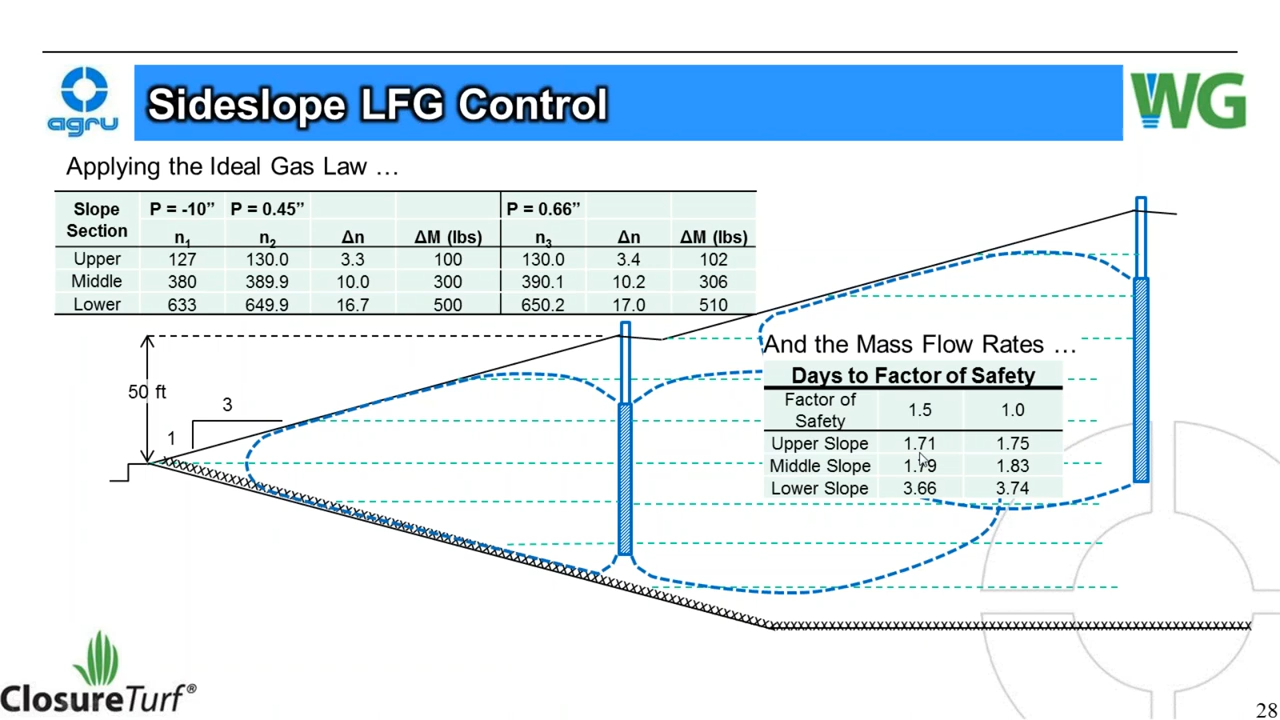 agru
Sideslope LFG Control
WG
Applying the Ideal Gas Law …
Slope Section P = -10” P = 0.45” P = 0.66”
n1 n2 Δn ΔM (lbs) n3 Δn ΔM (lbs)
Upper 127 130.0 3.3 100 130.0 3.4 102
Middle 380 389.9 10.0 300 390.1 10.2 306
Lower 633 649.9 16.7 500 650.2 17.0 510
And the Mass Flow Rates …
Days to Factor of Safety
Factor of Safety 1.5 1.0
Upper Slope 1.71 1.75
Middle Slope 1.83
Lower Slope 3.66 3.74
50 ft
3
1
ClosureTurf®
28